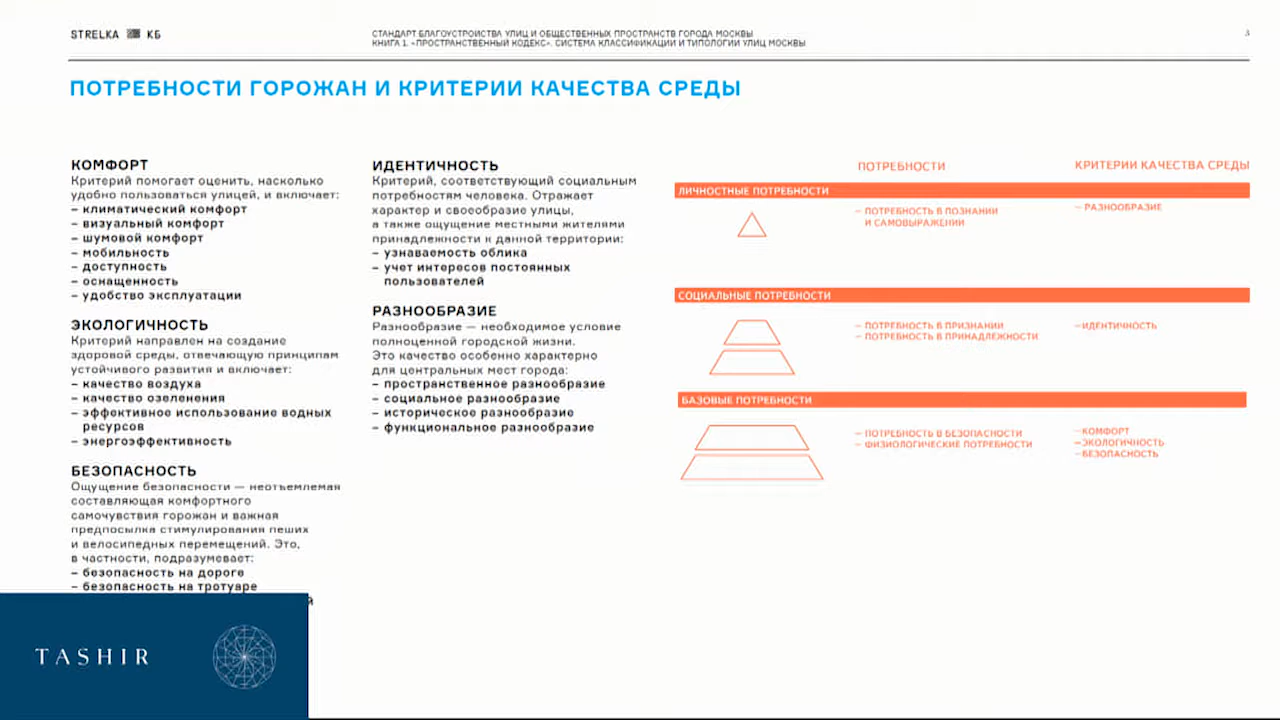 STRELKA КБ
СТАНДАРТ БЛАГОУСТРОЙСТВА УЛИЦ И ОБЩЕСТВЕННЫХ ПРОСТРАНСТВ ГОРОДА МОСКВЫ
КНИГА 1. «ПРОСТРАНСТВЕННЫЙ КОДЕКС». СИСТЕМА КЛАССИФИКАЦИИ И ТИПОЛОГИИ УЛИЦ МОСКВЫ
3
ПОТРЕБНОСТИ ГОРОЖАН И КРИТЕРИИ КАЧЕСТВА СРЕДЫ
КОМФОРТ
Критерий помогает оценить, насколько
удобно пользоваться улицей, и включает:
– климатический комфорт
– визуальный комфорт
– шумовой комфорт
– мобильность
– доступность
– оснащенность
– удобство эксплуатации
ЭКОЛОГИЧНОСТЬ
Критерий направлен на создание
здоровой среды, отвечающую принципам
устойчивого развития и включает:
– качество воздуха
– качество озеленения
– эффективное использование водных
ресурсов
– энергоэффективность
БЕЗОПАСНОСТЬ
Ощущение безопасности — неотъемлемая
составляющая комфортного
самочувствия горожан и важная
предпосылка стимулирования пеших
и велосипедных перемещений. Это,
в частности, подразумевает:
– безопасность на дороге
– безопасность на тротуаре
ИДЕНТИЧНОСТЬ
Критерий, соответствующий социальным
потребностям человека. Отражает
характер и своеобразие улицы,
а также ощущение местными жителями
принадлежности к данной территории:
– узнаваемость облика
– учет интересов постоянных
пользователей
РАЗНООБРАЗИЕ
Разнообразие — необходимое условие
полноценной городской жизни.
Это качество особенно характерно
для центральных мест города:
– пространственное разнообразие
– социальное разнообразие
– историческое разнообразие
– функциональное разнообразие
ПОТРЕБНОСТИ
КРИТЕРИИ КАЧЕСТВА СРЕДЫ
ЛИЧНОСТНЫЕ ПОТРЕБНОСТИ
– ПОТРЕБНОСТЬ В ПОЗНАНИИ
И САМОВЫРАЖЕНИИ
– РАЗНООБРАЗИЕ
СОЦИАЛЬНЫЕ ПОТРЕБНОСТИ
– ПОТРЕБНОСТЬ В ПРИЗНАНИИ
– ПОТРЕБНОСТЬ В ПРИНАДЛЕЖНОСТИ
–ИДЕНТИЧНОСТЬ
БАЗОВЫЕ ПОТРЕБНОСТИ
– ПОТРЕБНОСТЬ В БЕЗОПАСНОСТИ
– ФИЗИОЛОГИЧЕСКИЕ ПОТРЕБНОСТИ
–КОМФОРТ
–ЭКОЛОГИЧНОСТЬ
–БЕЗОПАСНОСТЬ
TASHIR